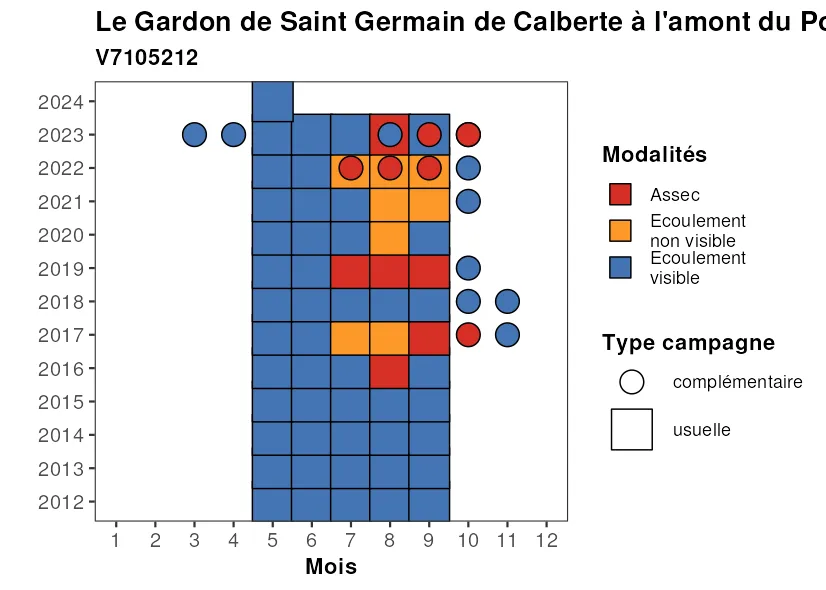 Le Gardon de Saint Germain de Calberte à l'amont du
V7105212
2024
2023
2022
2021
2020
2019
2018
2017
2016
2015
2014
2013
2012
1 2 3 4 5 6 7 8 9 10 11 12
Mois
Modalités
Assec
Ecoulement
non visible
Ecoulement
visible
Type campagne
complémentaire
usuelle